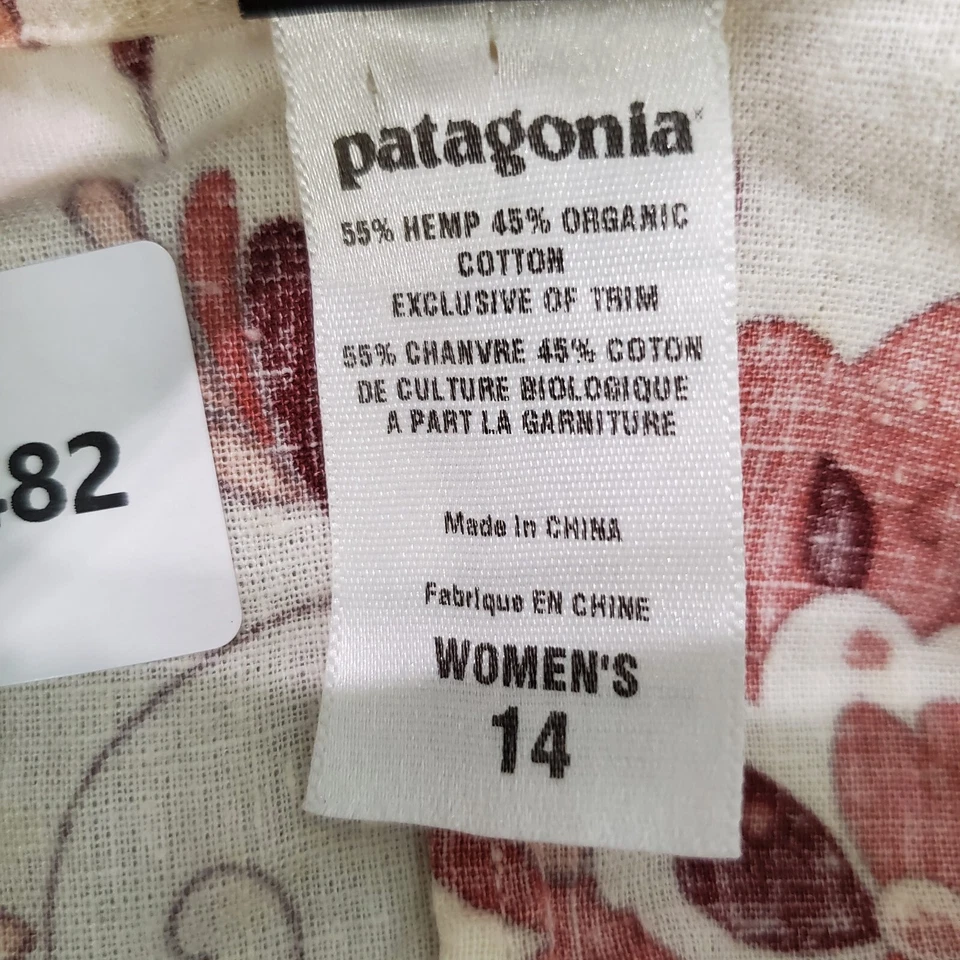 patagonia
55% HEMP 45% ORGANIC
COTTON
EXCLUSIVE OF TRIM
55% CHANVRE 45% COTON
DE CULTURE BIOLOGIQUE
A PART LA GARNITURE
Made In CHINA
Fabrique EN CHINE
WOMEN'S
14
82